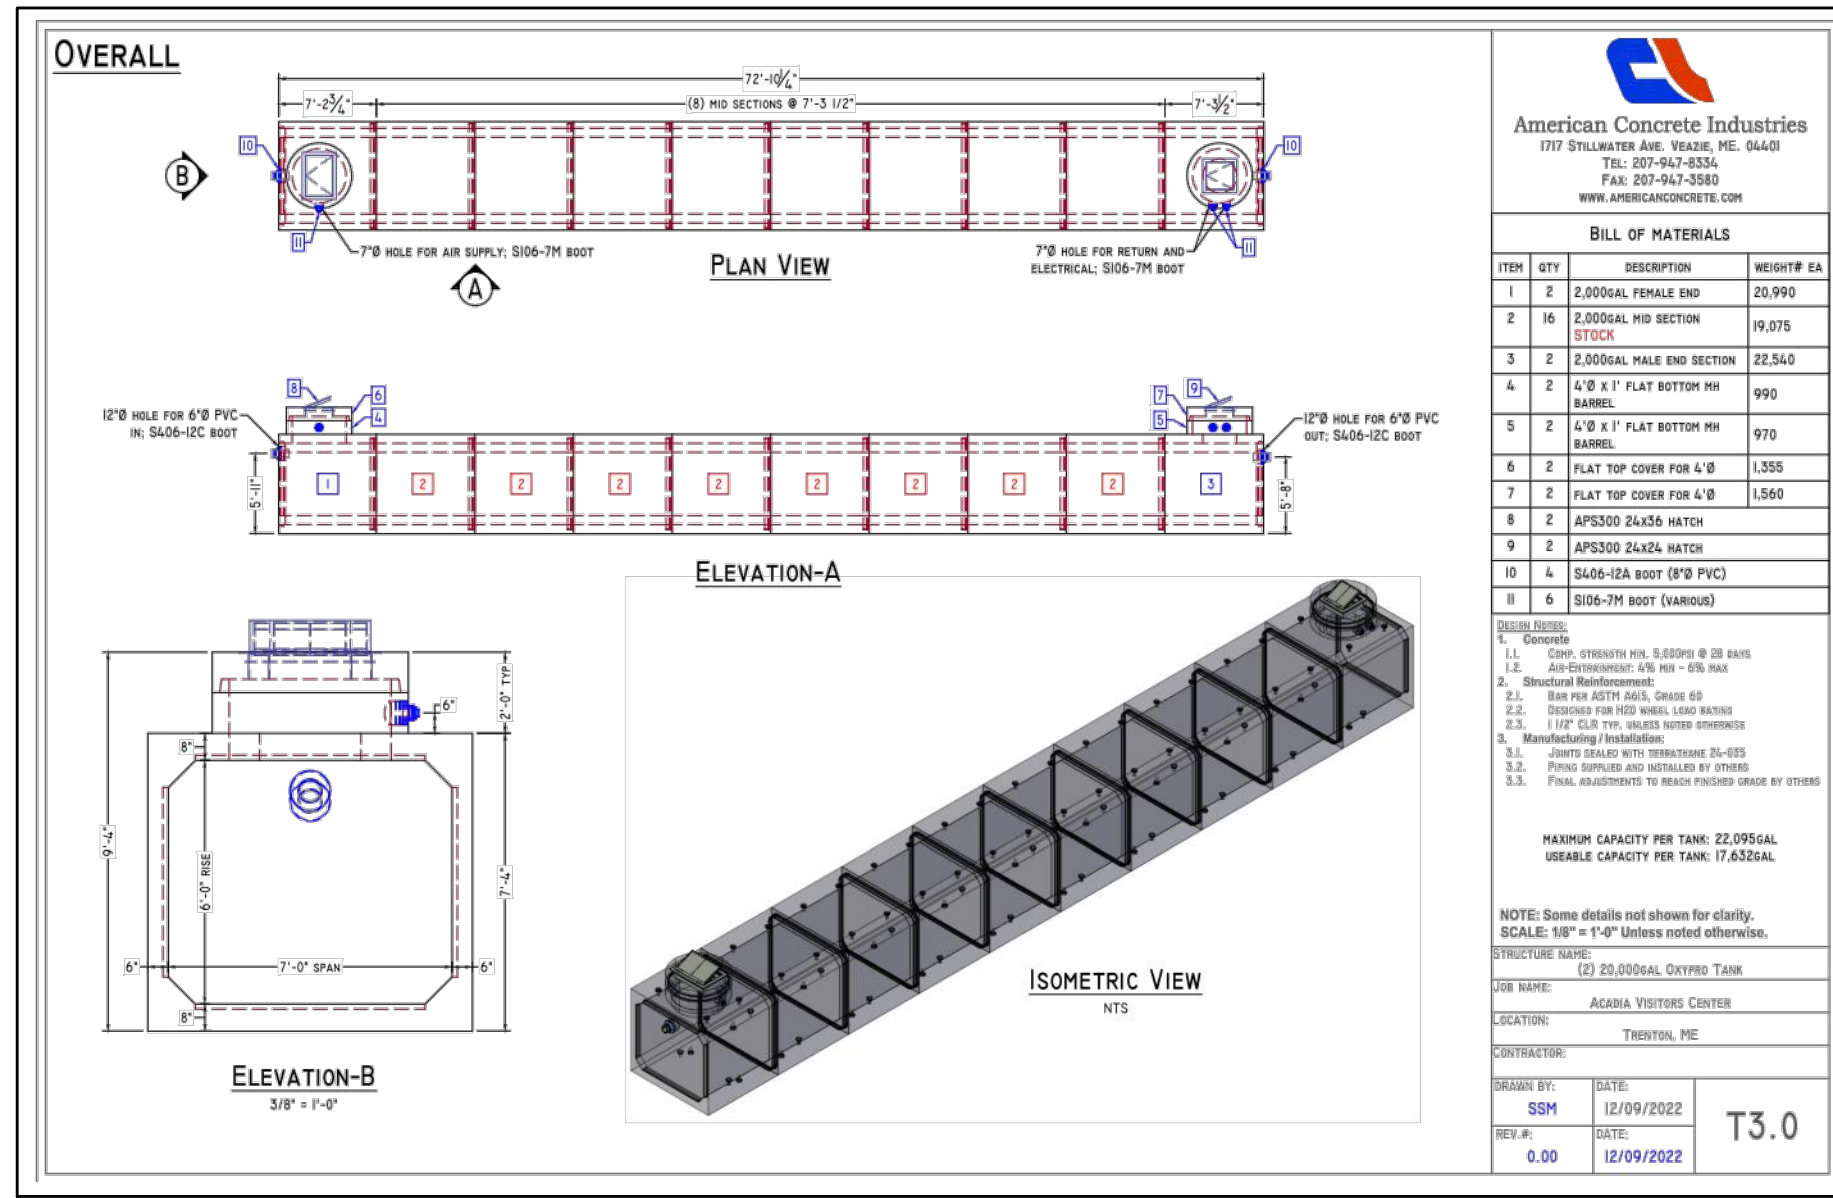 OVERALL
72'-10 1/4"
7'-2 3/4"
(8) MID SECTIONS @ 7'-3 1/2"
7'-3 1/2"
10
10
B
11
7"Ø HOLE FOR AIR SUPPLY; S106-7M BOOT
A
PLAN VIEW
7"Ø HOLE FOR RETURN AND
ELECTRICAL; S106-7M BOOT
11
8
6
4
12"Ø HOLE FOR 6"Ø PVC
IN; S406-12C BOOT
7
9
5
12"Ø HOLE FOR 6"Ø PVC
OUT; S406-12C BOOT
5'-11"
1
2
2
2
2
2
2
2
2
3
5'-8"
ELEVATION-A
9'-4"
8"
6"
2'-0" TYP
6'-0" RISE
7'-4"
6"
7'-0" SPAN
6"
8"
ELEVATION-B
3/8" = 1'-0"
ISOMETRIC VIEW
NTS
American Concrete Industries
1717 STILLWATER AVE. VEAZIE, ME. 04401
TEL: 207-947-8334
FAX: 207-947-3580
WWW.AMERICANCONCRETE.COM
BILL OF MATERIALS
ITEM QTY DESCRIPTION WEIGHT# EA
1 2 2,000GAL FEMALE END 20,990
2 16 2,000GAL MID SECTION
STOCK 19,075
3 2 2,000GAL MALE END SECTION 22,540
4 2 4'Ø X 1' FLAT BOTTOM MH
BARREL 990
5 2 4'Ø X 1' FLAT BOTTOM MH
BARREL 970
6 2 FLAT TOP COVER FOR 4'Ø 1,355
7 2 FLAT TOP COVER FOR 4'Ø 1,560
8 2 APS300 24X36 HATCH
9 2 APS300 24X24 HATCH
10 4 S406-12A BOOT (8"Ø PVC)
11 6 S106-7M BOOT (VARIOUS)
DESIGN NOTES:
1. Concrete
1.1. COMP. STRENGTH MIN. 5,000PSI @ 28 DAYS
1.2. AIR-ENTRAINMENT: 4% MIN - 6% MAX
2. Structural Reinforcement:
2.1. BAR PER ASTM A615, GRADE 60
2.2. DESIGNED FOR H20 WHEEL LOAD RATING
2.3. 1 1/2" CLR TYP. UNLESS NOTED OTHERWISE
3. Manufacturing / Installation:
3.1. JOINTS SEALED WITH TERRATHANE 24-035
3.2. PIPING SUPPLIED AND INSTALLED BY OTHERS
3.3. FINAL ADJUSTMENTS TO REACH FINISHED GRADE BY OTHERS
MAXIMUM CAPACITY PER TANK: 22,095GAL
USEABLE CAPACITY PER TANK: 17,632GAL
NOTE: Some details not shown for clarity.
SCALE: 1/8" = 1'-0" Unless noted otherwise.
STRUCTURE NAME:
(2) 20,000GAL OXYPRO TANK
JOB NAME:
ACADIA VISITORS CENTER
LOCATION:
TRENTON, ME
CONTRACTOR:
DRAWN BY: DATE:
SSM 12/09/2022
REV.#: DATE:
0.00 12/09/2022
T3.0